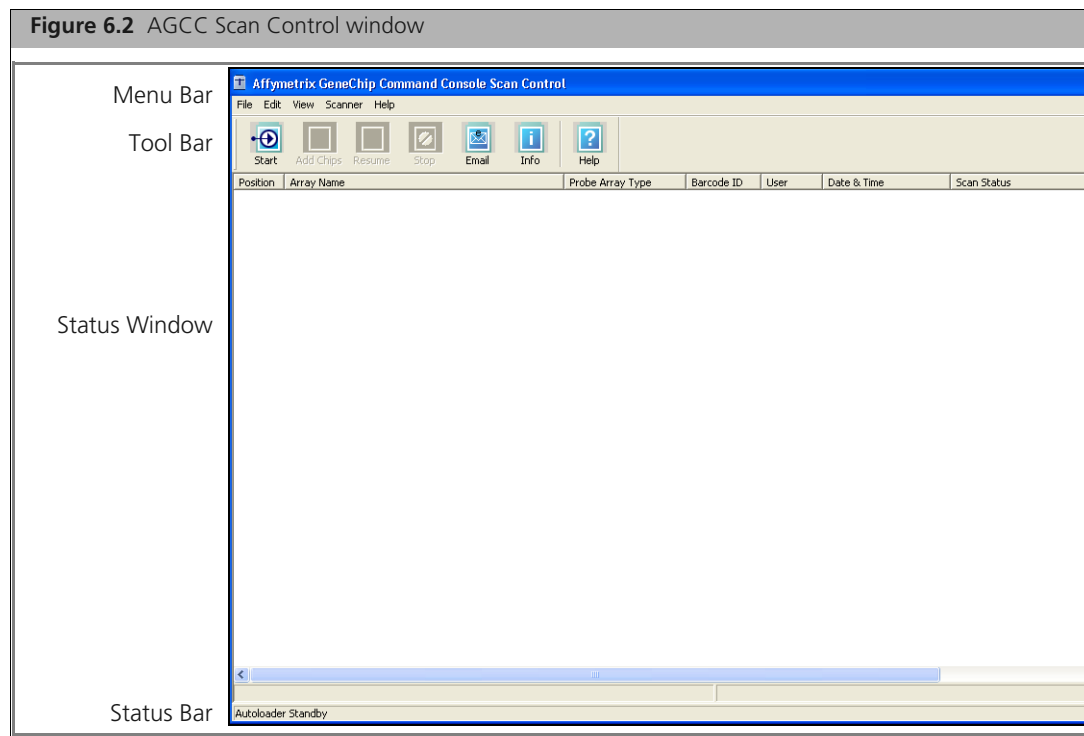 Figure 6.2 AGCC Scan Control window
Menu Bar
Affymetrix GeneChip Command Console Scan Control
File Edit View Scanner Help
Tool Bar
Start Add Chips Resume Stop Email Info Help
Position Array Name Probe Array Type Barcode ID User Date & Time Scan Status
Status Window
Status Bar
Autoloader Standby